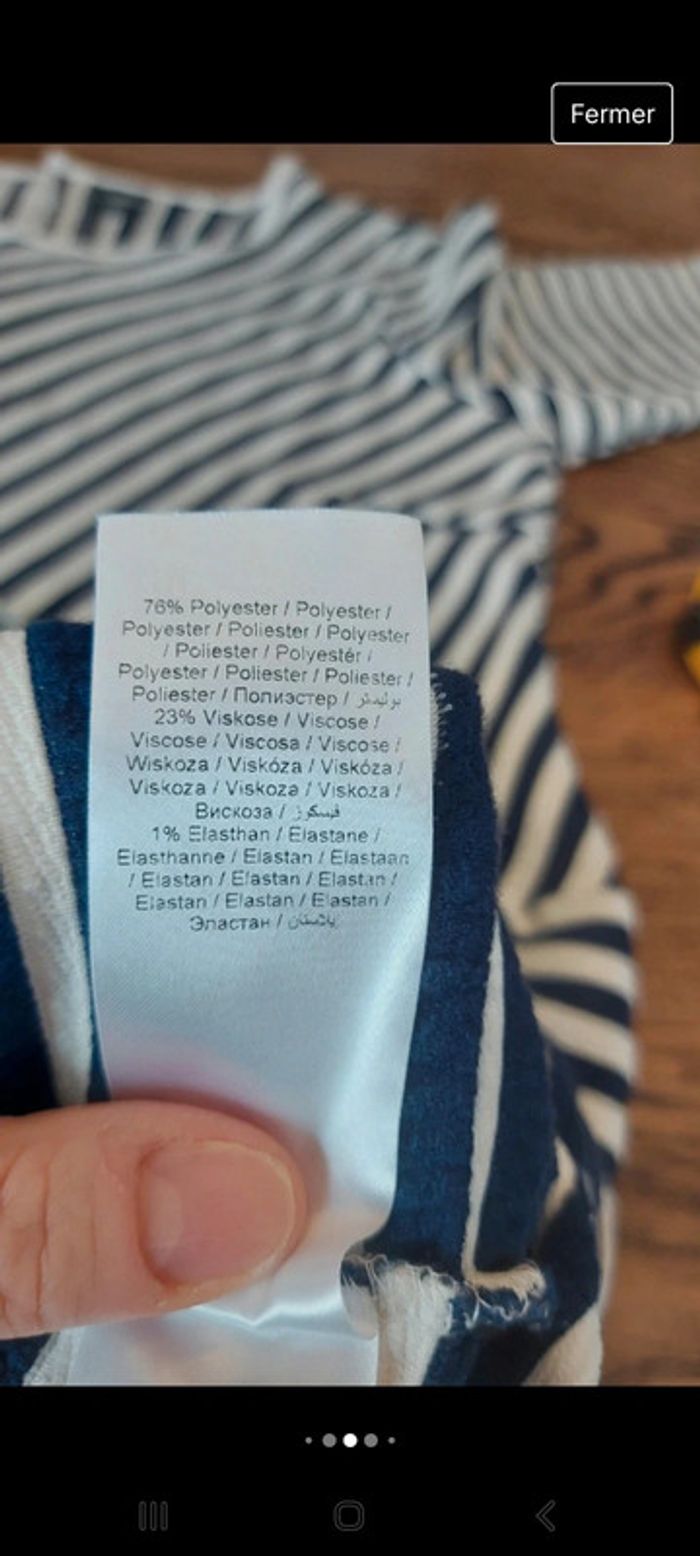 Fermer
76% Polyester / Polyester /
Polyester / Poliester / Polyester
/ Poliester / Polyestér /
Polyester / Poliester / Poliester /
Poliester / Полиэстер / بوليستر
23% Viskose / Viscose /
Viscose / Viscosa / Viscose /
Wiskoza / Viskóza / Viskóza /
Viskoza / Viskoza / Viskoza /
Вискоза / فيسكوز
1% Elasthan / Elastane /
Elasthanne / Elastan / Elastaan
/ Elastan / Elastan / Elastan /
Elastan / Elastan / Elastan /
Эластан /